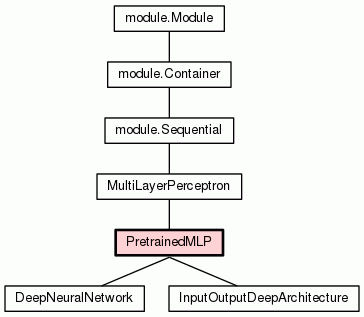 module.Module
module.Container
module.Sequential
MultiLayerPerceptron
PretrainedMLP
DeepNeuralNetwork
InputOutputDeepArchitecture